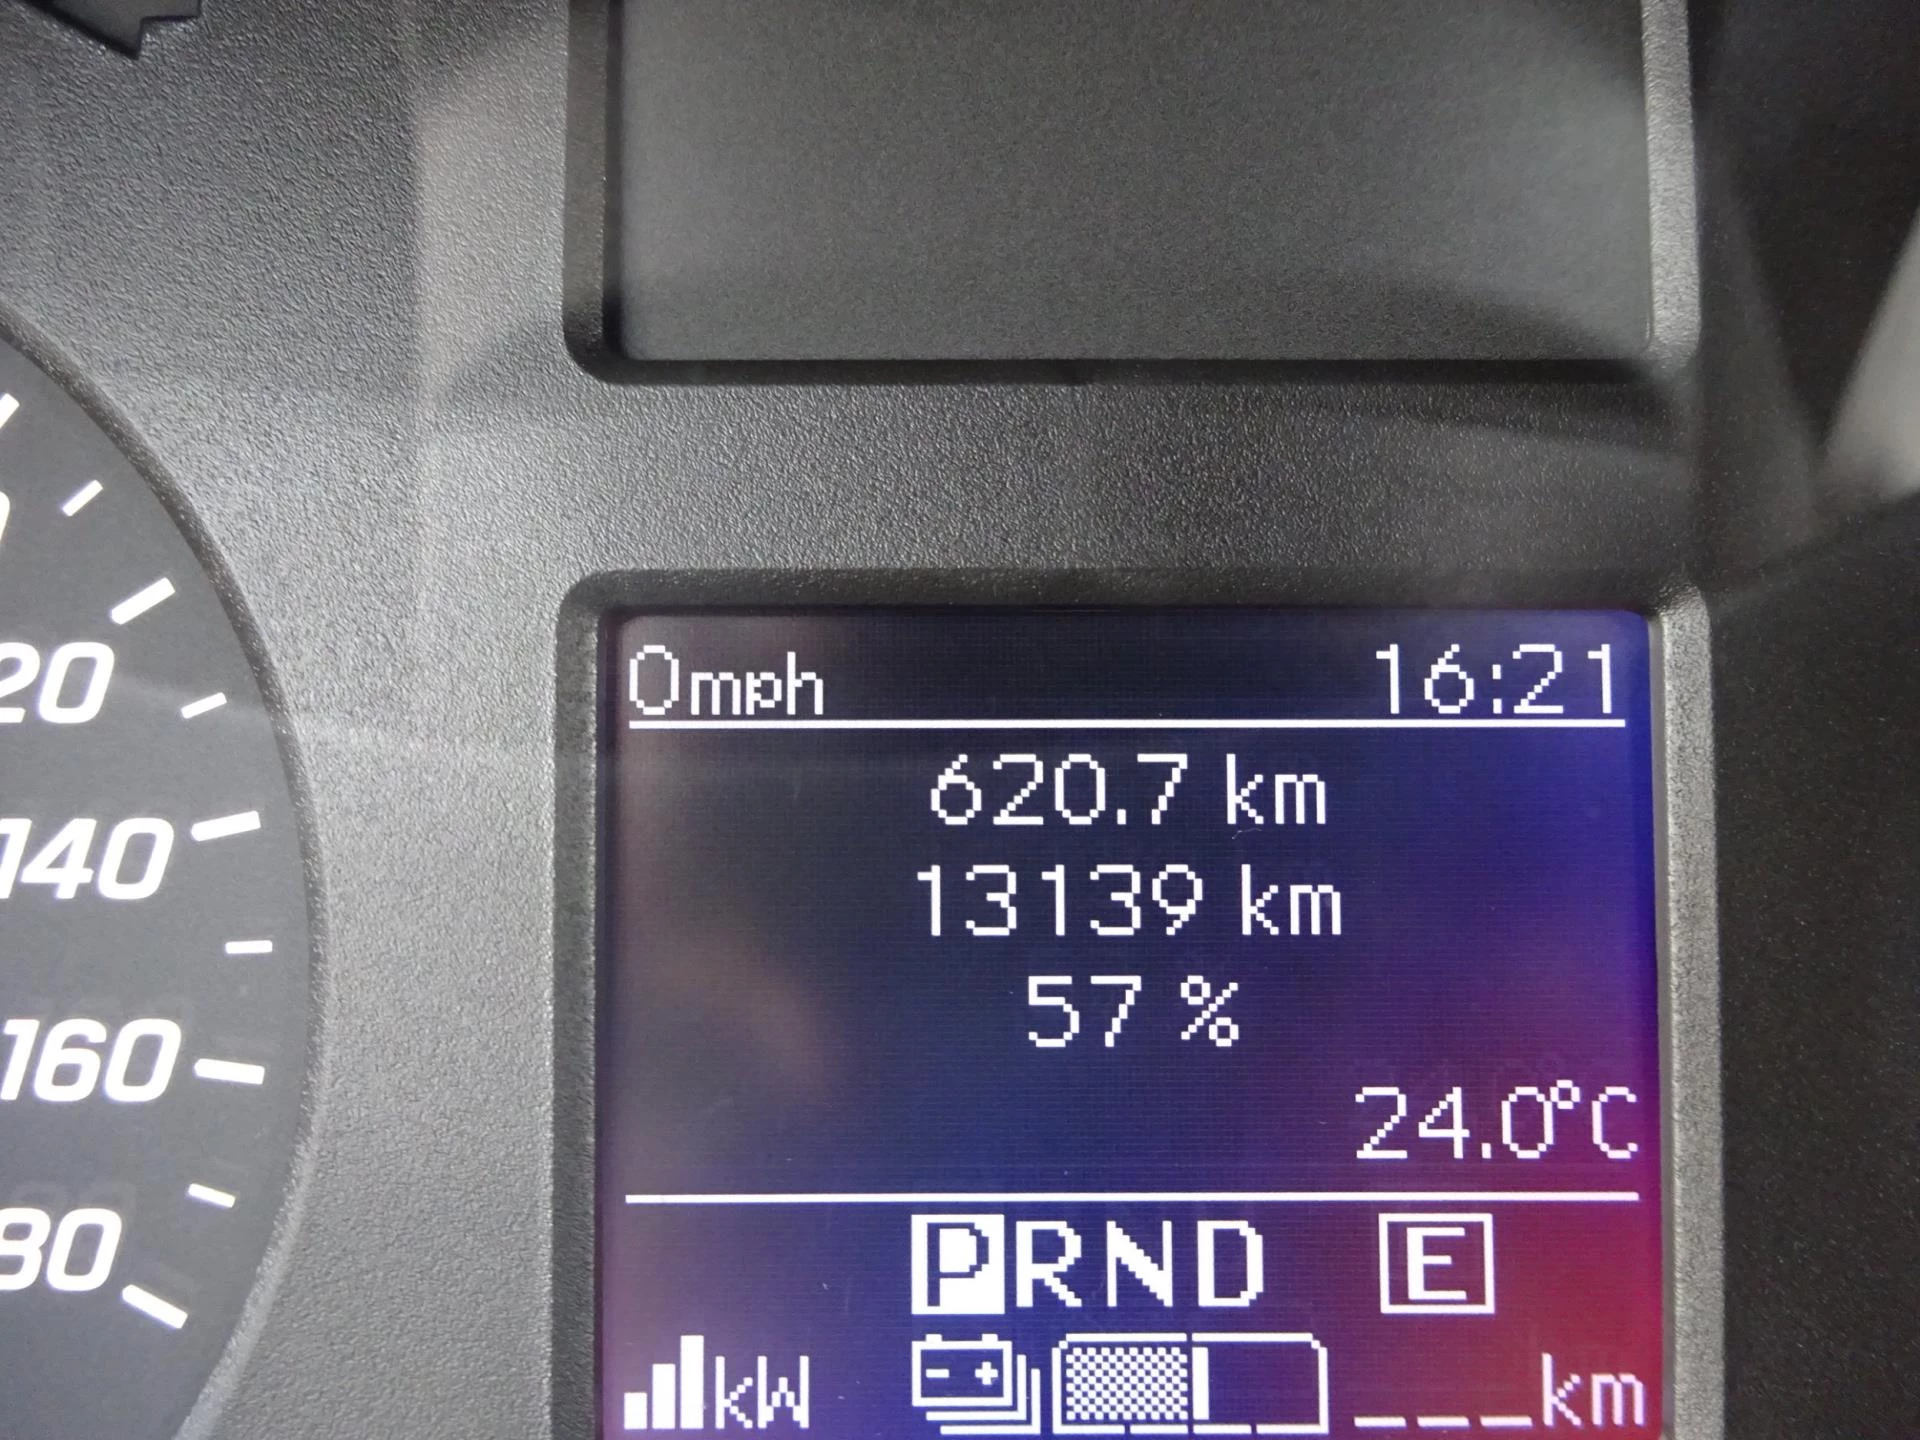 0mph 16:21
620.7 km
13139 km
57 %
24.0°C
PRND E
kW - + ___km
20
140
160
80